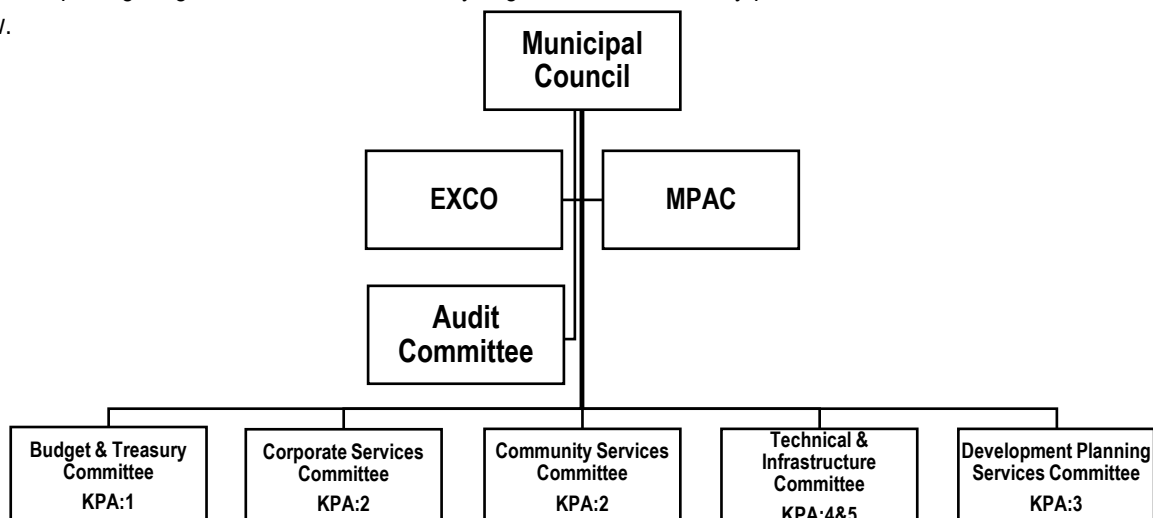 Municipal
Council
EXCO
MPAC
Audit
Committee
Budget & Treasury
Committee
KPA:1
Corporate Services
Committee
KPA:2
Community Services
Committee
KPA:2
Technical &
Infrastructure
Committee
KPA:4&5
Development Planning
Services Committee
KPA:3